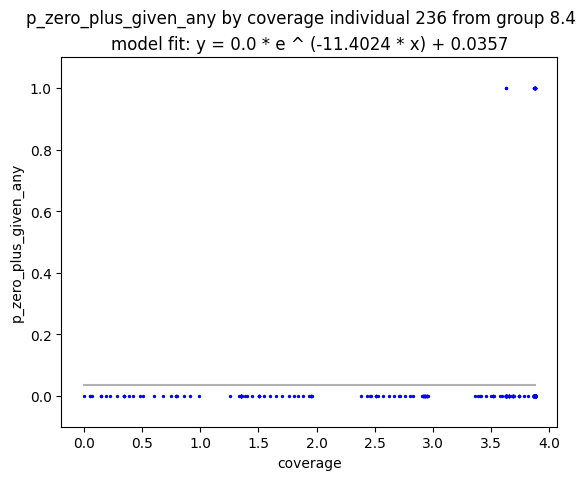 p_zero_plus_given_any by coverage individual 236 from group 8.4
model fit: y = 0.0 * e ^ (-11.4024 * x) + 0.0357
p_zero_plus_given_any
1.0
0.8
0.6
0.4
0.2
0.0
0.0 0.5 1.0 1.5 2.0 2.5 3.0 3.5 4.0
coverage